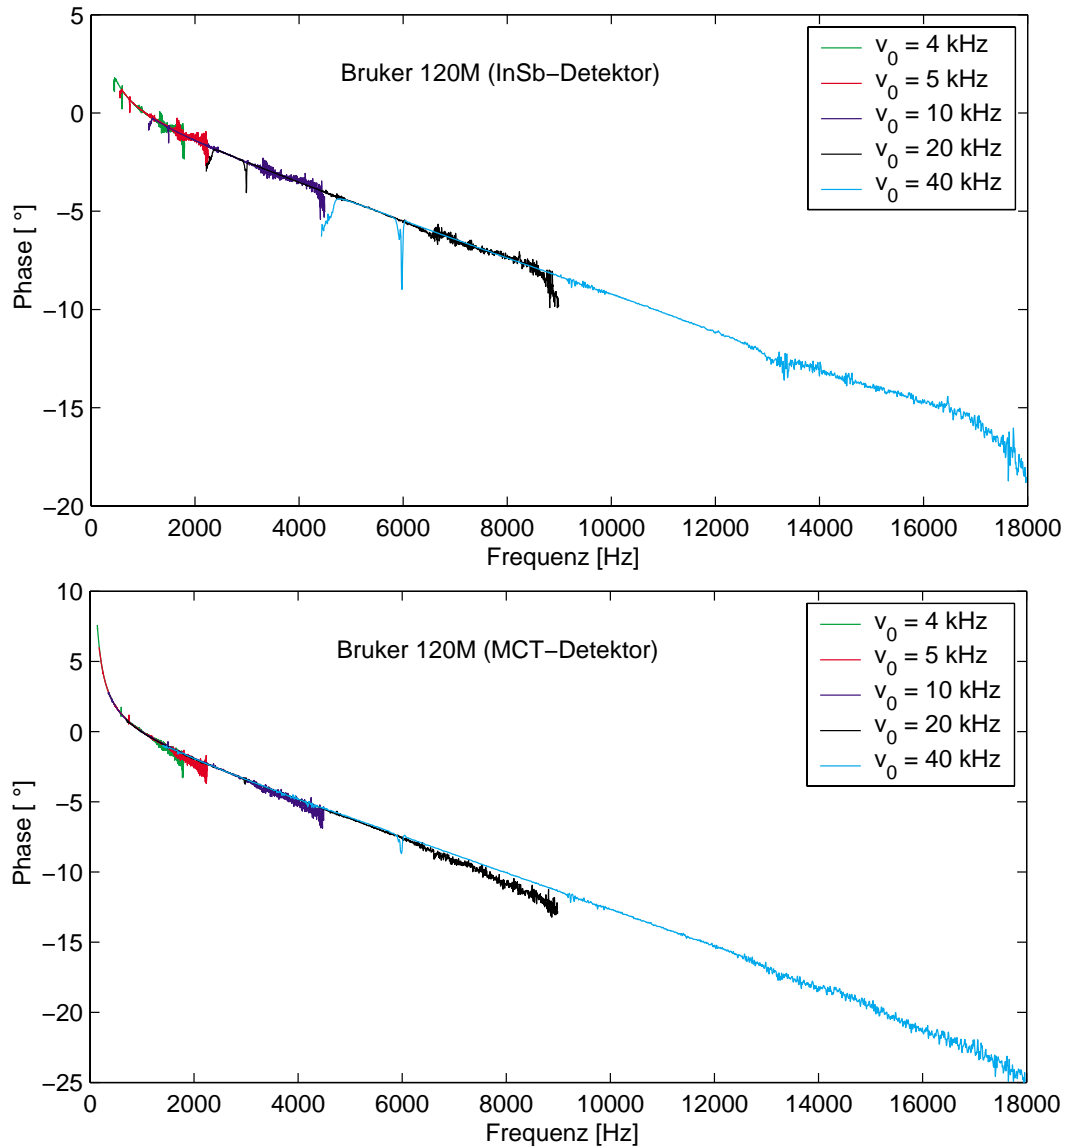 5
0
−5
−10
−15
−20
Phase [ °]
Bruker 120M (InSb−Detektor)
v0 = 4 kHz
v0 = 5 kHz
v0 = 10 kHz
v0 = 20 kHz
v0 = 40 kHz
0 2000 4000 6000 8000 10000 12000 14000 16000 18000
Frequenz [Hz]
10
5
0
−5
−10
−15
−20
−25
Phase [ °]
Bruker 120M (MCT−Detektor)
v0 = 4 kHz
v0 = 5 kHz
v0 = 10 kHz
v0 = 20 kHz
v0 = 40 kHz
0 2000 4000 6000 8000 10000 12000 14000 16000 18000
Frequenz [Hz]